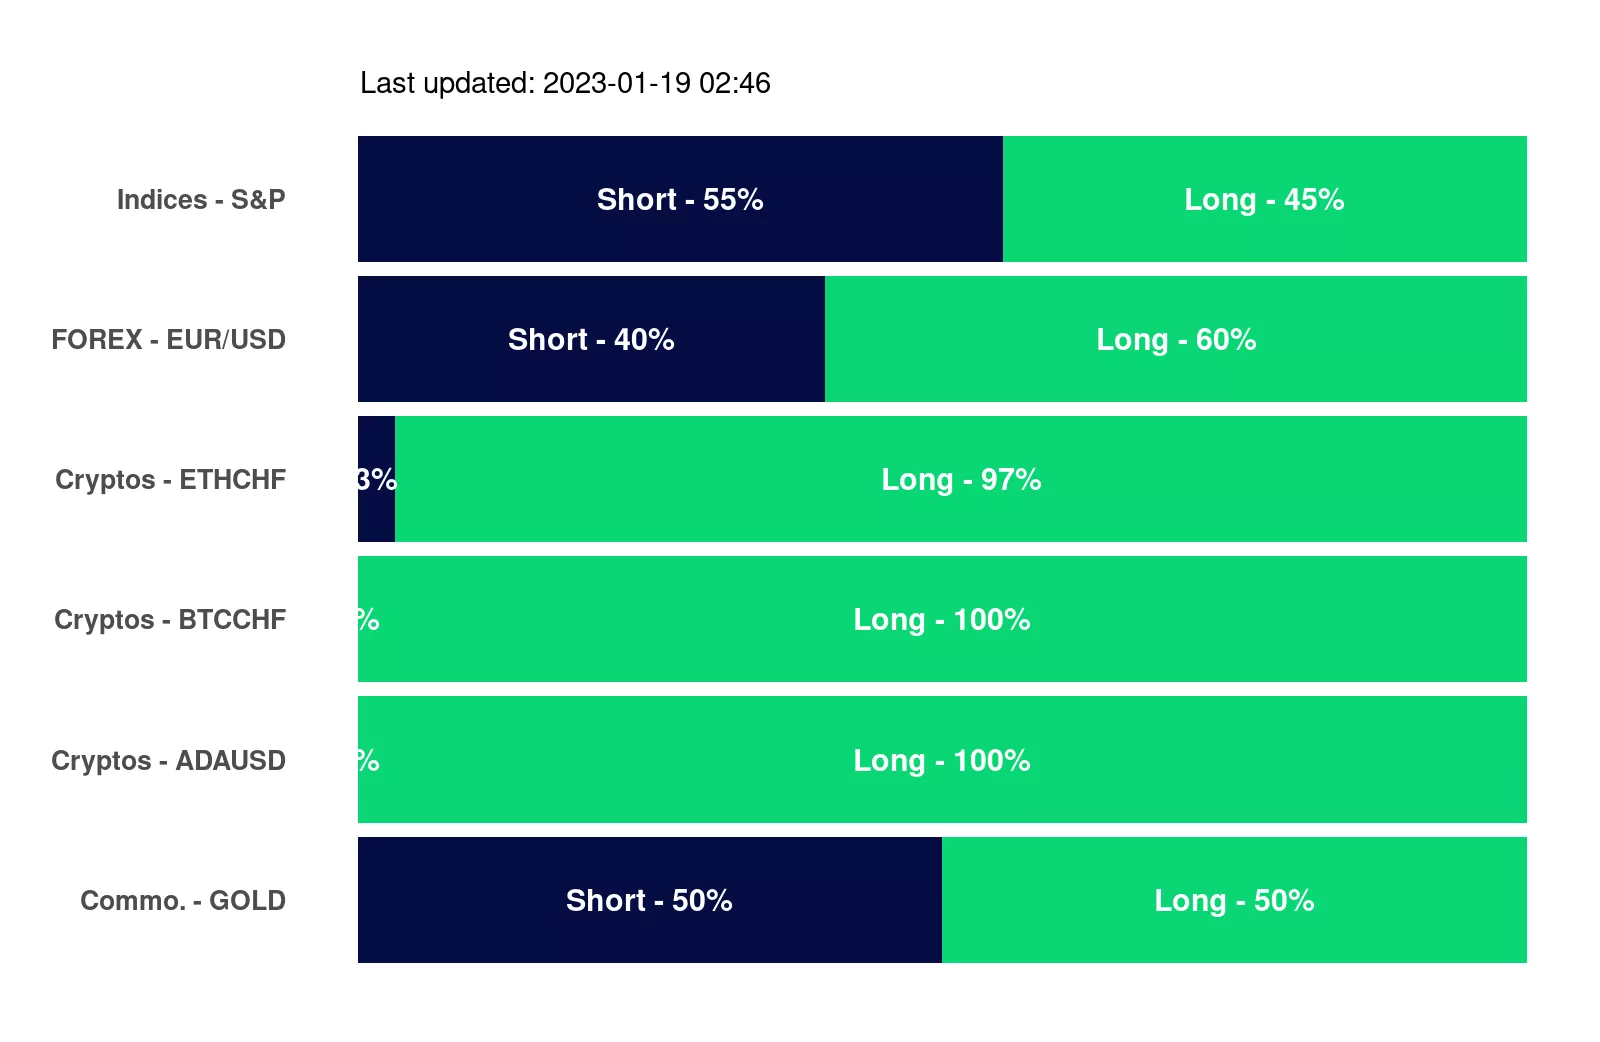 Last updated: 2023-01-19 02:46
Indices - S&P Short - 55% Long - 45%
FOREX - EUR/USD Short - 40% Long - 60%
Cryptos - ETHCHF 3% Long - 97%
Cryptos - BTCCHF % Long - 100%
Cryptos - ADAUSD % Long - 100%
Commo. - GOLD Short - 50% Long - 50%